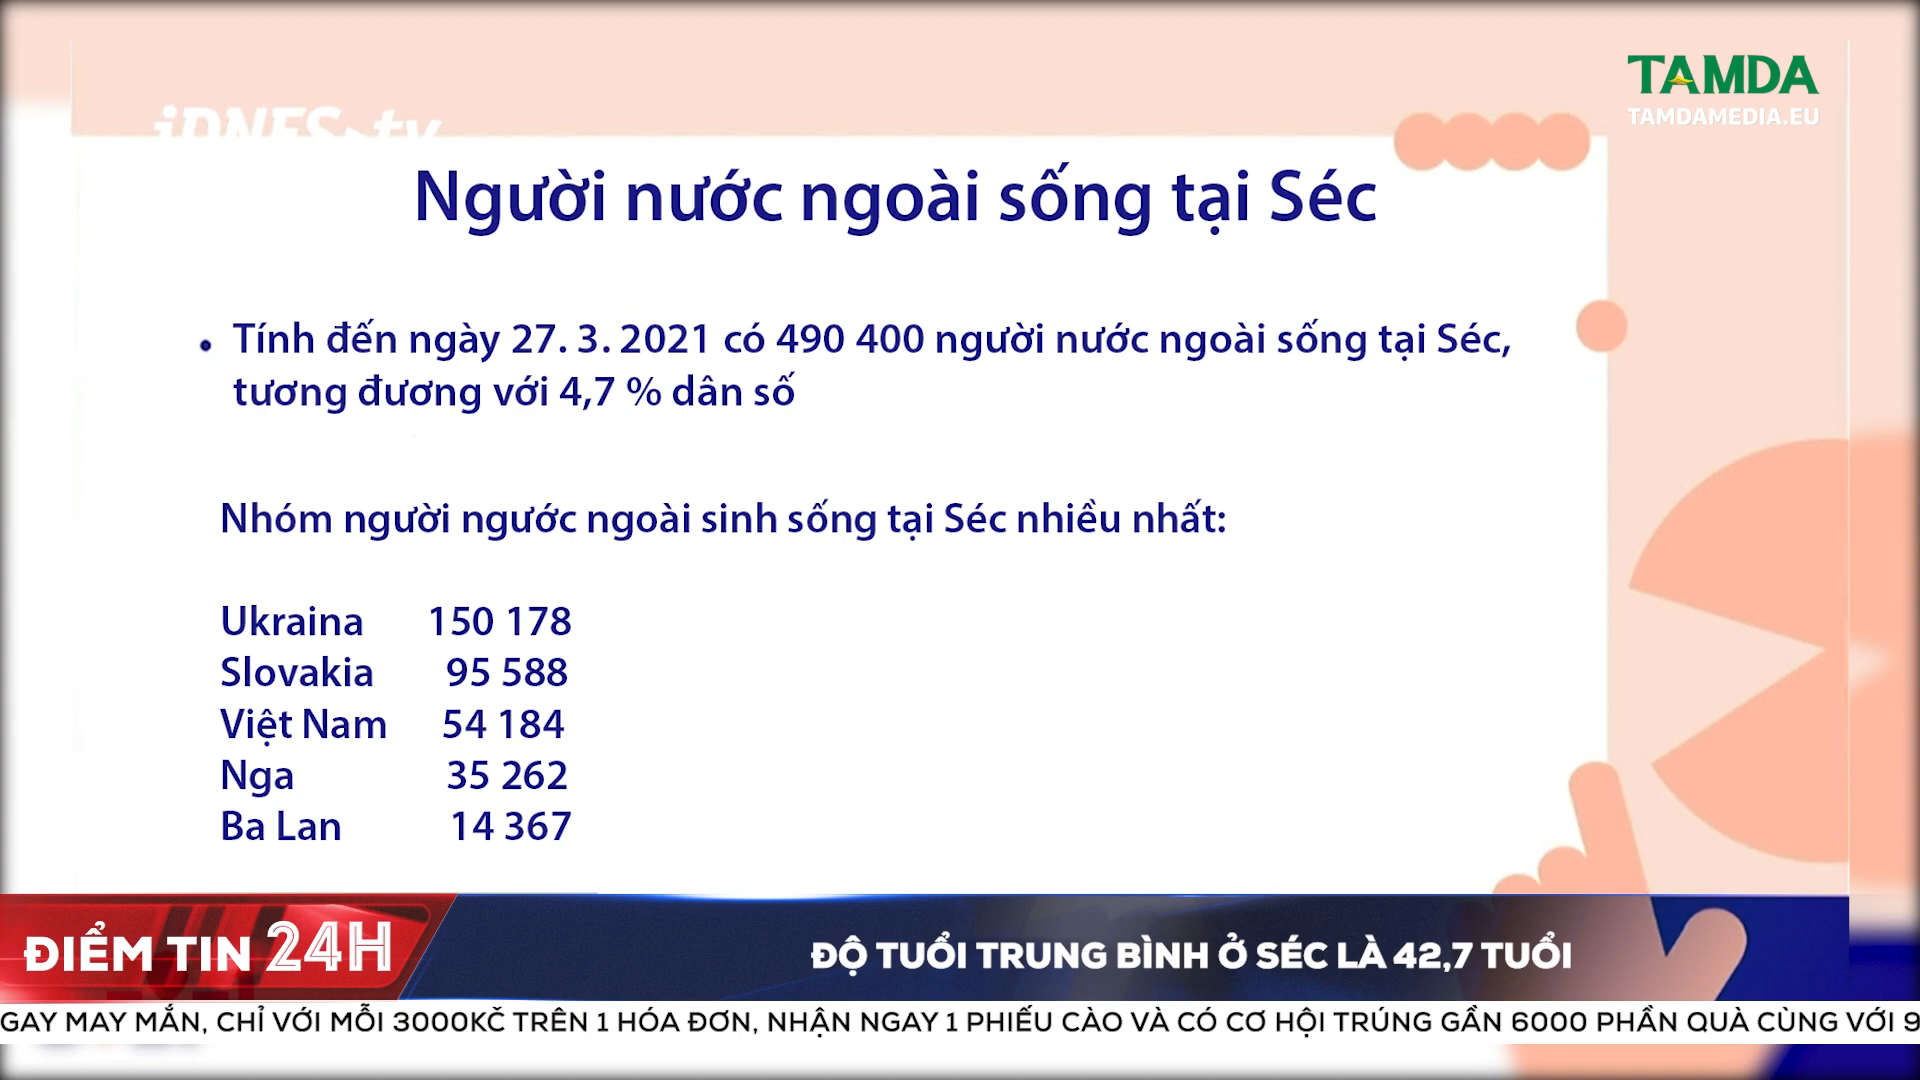 TAMDA
TAMDAMEDIA.EU
iDNES tv
Người nước ngoài sống tại Séc
• Tính đến ngày 27. 3. 2021 có 490 400 người nước ngoài sống tại Séc,
tương đương với 4,7 % dân số
Nhóm người ngước ngoài sinh sống tại Séc nhiều nhất:
Ukraina 150 178
Slovakia 95 588
Việt Nam 54 184
Nga 35 262
Ba Lan 14 367
ĐIỂM TIN 24H
ĐỘ TUỔI TRUNG BÌNH Ở SÉC LÀ 42,7 TUỔI
GAY MAY MẮN, CHỈ VỚI MỖI 3000KČ TRÊN 1 HÓA ĐƠN, NHẬN NGAY 1 PHIẾU CÀO VÀ CÓ CƠ HỘI TRÚNG GẦN 6000 PHẦN QUÀ CÙNG VỚI 9